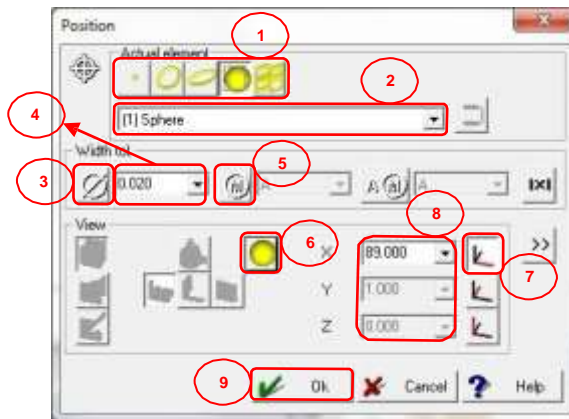 Position
1
Actual element
2
(1) Sphere
4
Width tol
3
0.020
5
View
6
8
X 89.000
>>
7
Y 1.000
Z 0.000
9
Ok Cancel ? Help